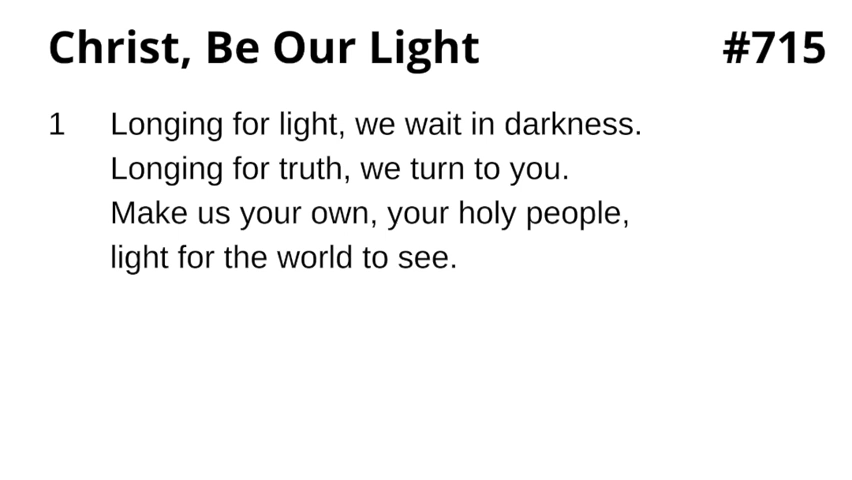 Christ, Be Our Light #715
1 Longing for light, we wait in darkness.
Longing for truth, we turn to you.
Make us your own, your holy people,
light for the world to see.